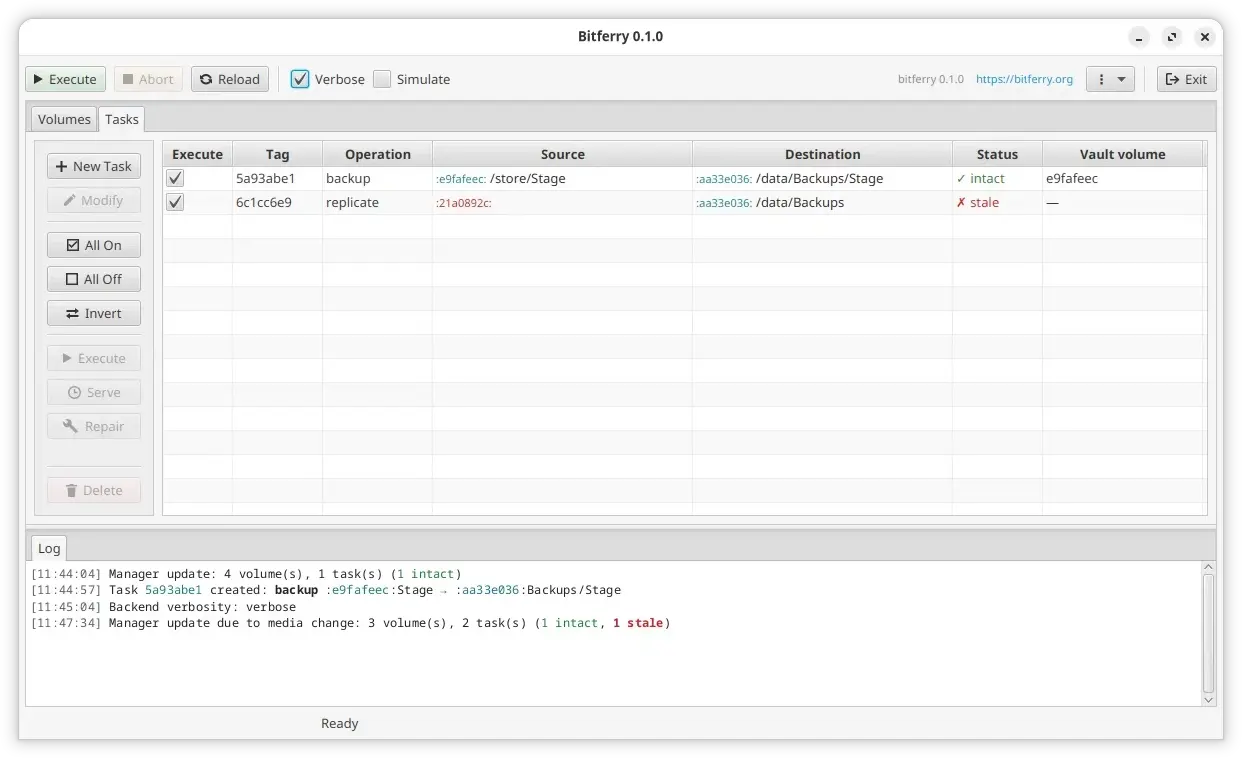 Bitferry 0.1.0
Execute Abort Reload Verbose Simulate bitferry 0.1.0 https://bitferry.org Exit
Volumes Tasks
New Task
Modify
All On
All Off
Invert
Execute
Serve
Repair
Delete
Execute Tag Operation Source Destination Status Vault volume
5a93abe1 backup :e9fafeec: /store/Stage :aa33e036: /data/Backups/Stage ✓ intact e9fafeec
6c1cc6e9 replicate :21a0892c: :aa33e036: /data/Backups ✗ stale —
Log
[11:44:04] Manager update: 4 volume(s), 1 task(s) (1 intact)
[11:44:57] Task 5a93abe1 created: backup :e9fafeec:Stage → :aa33e036:Backups/Stage
[11:45:04] Backend verbosity: verbose
[11:47:34] Manager update due to media change: 3 volume(s), 2 task(s) (1 intact, 1 stale)
Ready